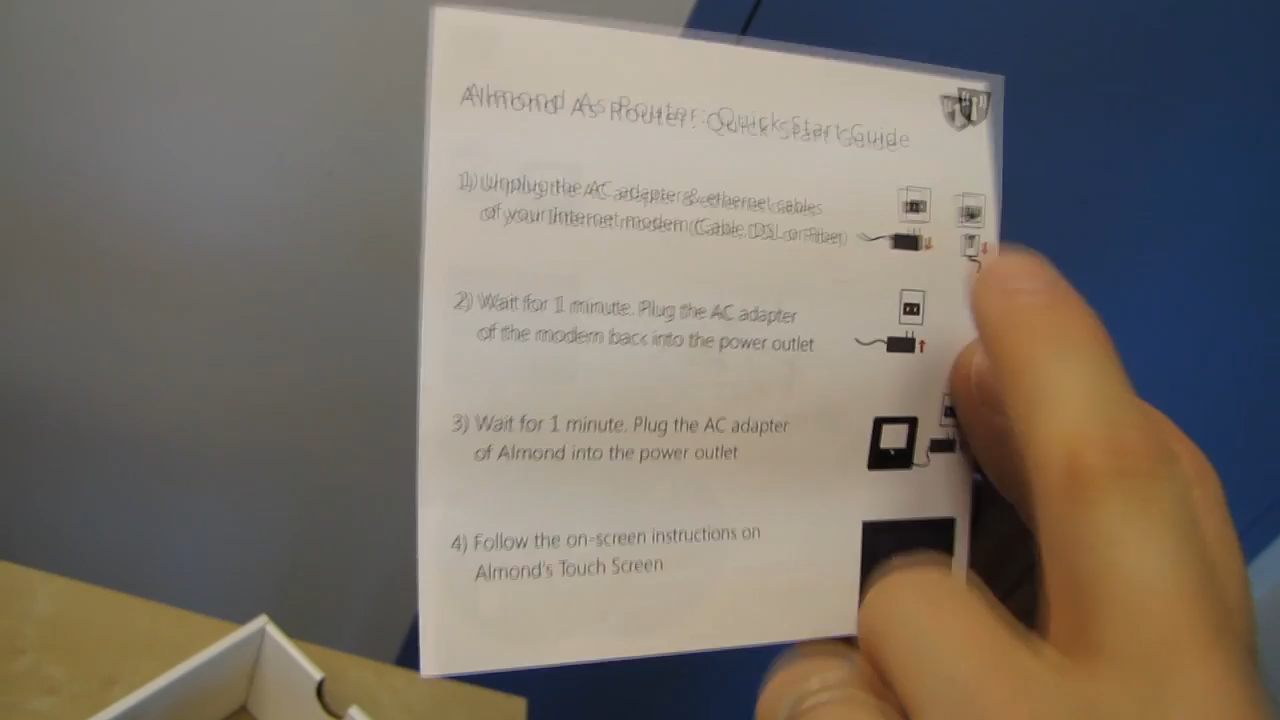 Almond As Router: Quick Start Guide
1) Unplug the AC adapter & ethernet cables
of your Internet modem (Cable, DSL or Fiber)
2) Wait for 1 minute. Plug the AC adapter
of the modem back into the power outlet
3) Wait for 1 minute. Plug the AC adapter
of Almond into the power outlet
4) Follow the on-screen instructions on
Almond's Touch Screen